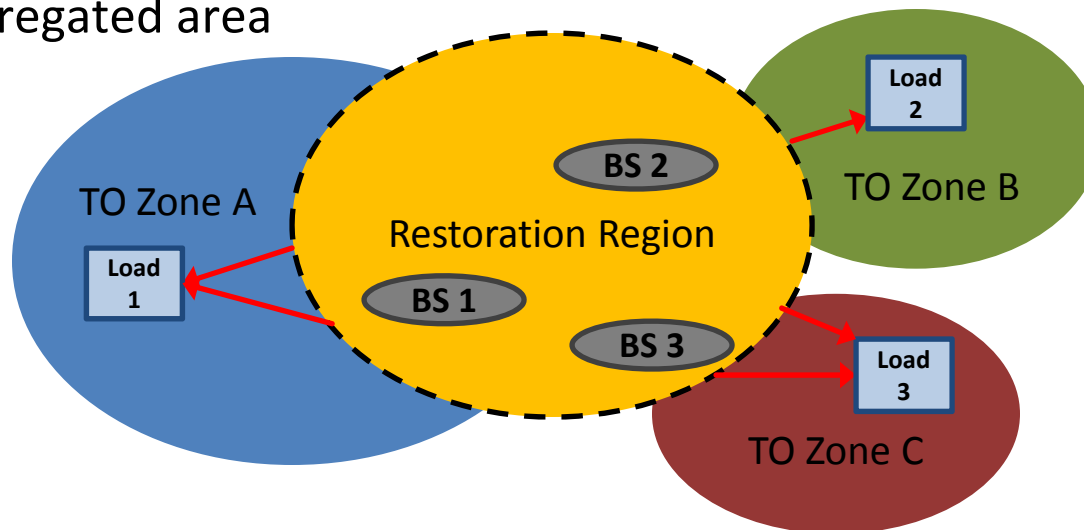 regated area
BS 2
TO Zone A
Restoration Region
Load
1
BS 1
BS 3
Load
2
TO Zone B
Load
3
TO Zone C